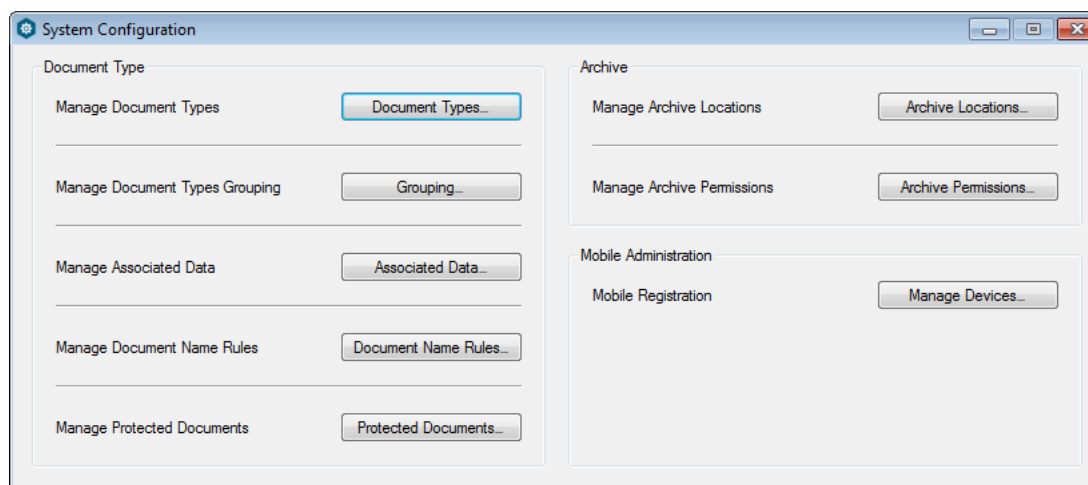 System Configuration
Document Type
Manage Document Types
Document Types...
Manage Document Types Grouping
Grouping...
Manage Associated Data
Associated Data...
Manage Document Name Rules
Document Name Rules...
Manage Protected Documents
Protected Documents...
Archive
Manage Archive Locations
Archive Locations...
Manage Archive Permissions
Archive Permissions...
Mobile Administration
Mobile Registration
Manage Devices...